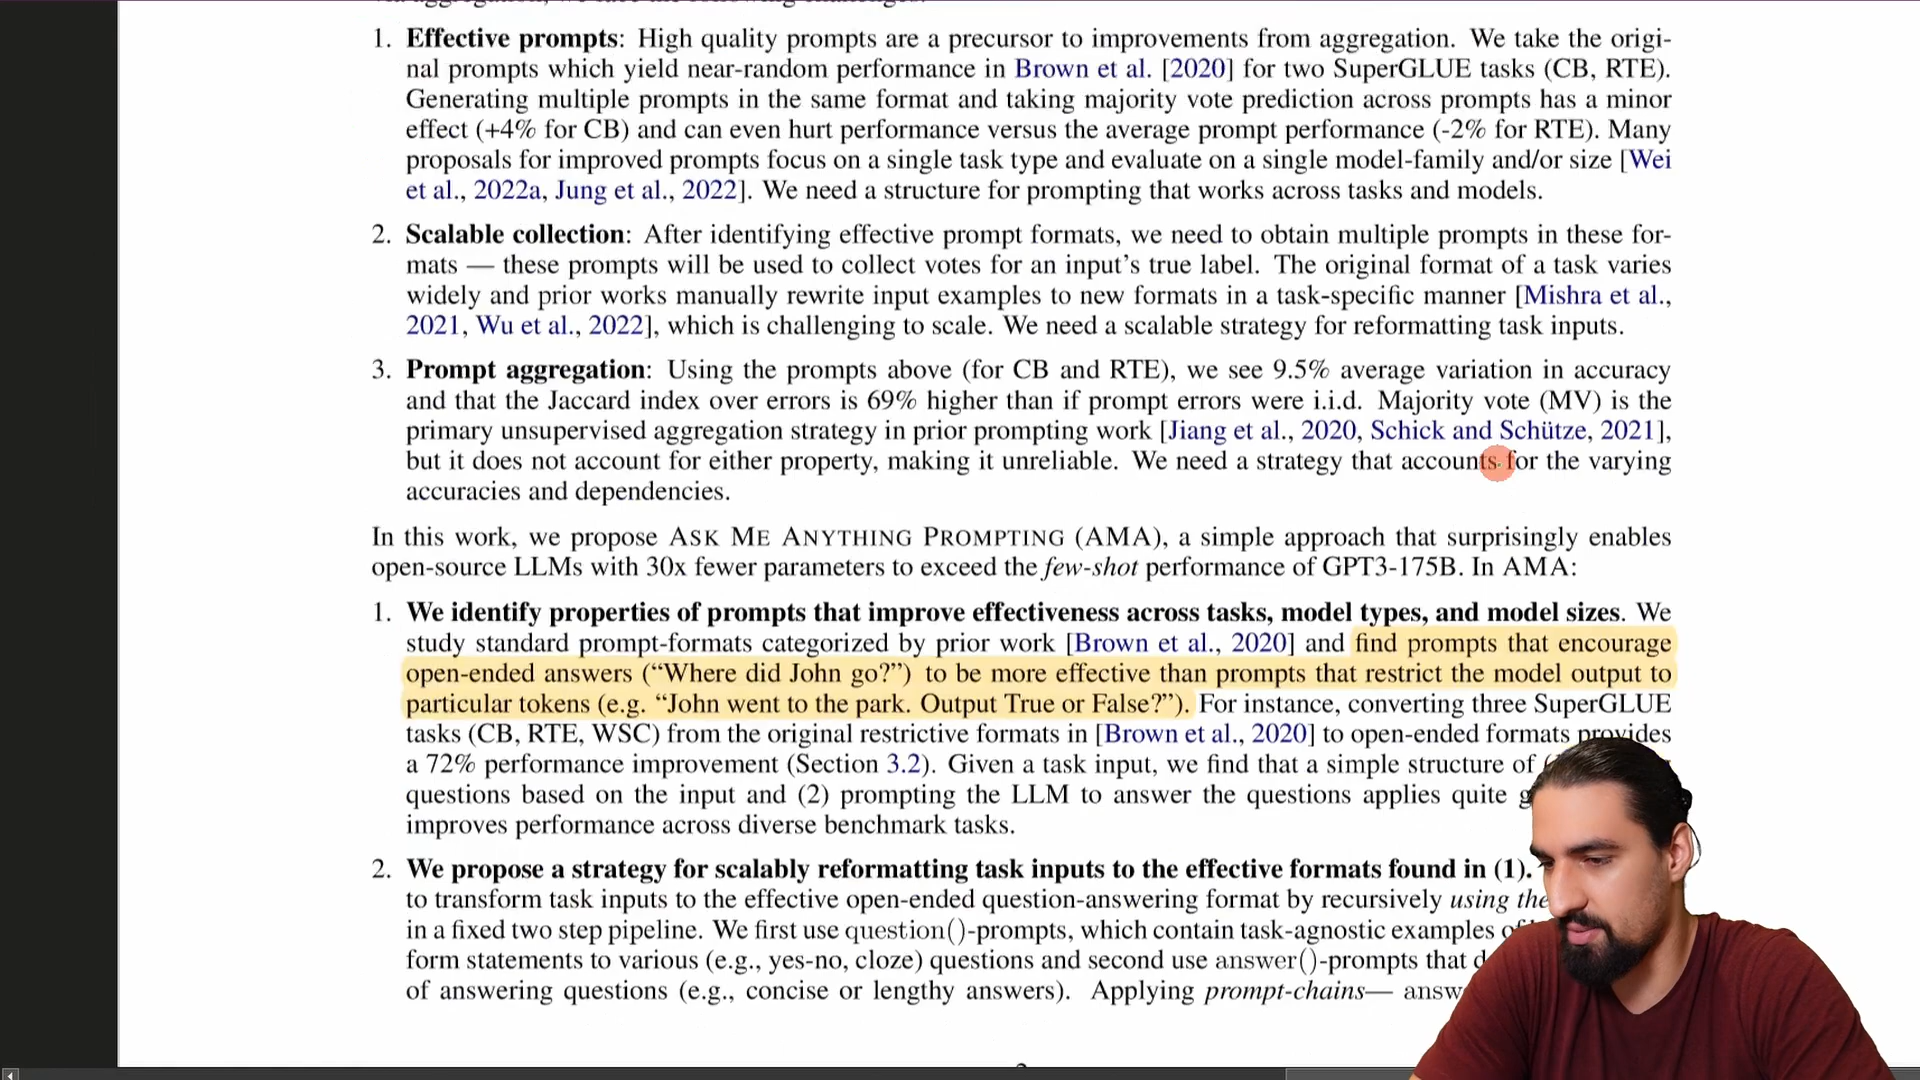 1. Effective prompts: High quality prompts are a precursor to improvements from aggregation. We take the origi-
nal prompts which yield near-random performance in Brown et al. [2020] for two SuperGLUE tasks (CB, RTE).
Generating multiple prompts in the same format and taking majority vote prediction across prompts has a minor
effect (+4% for CB) and can even hurt performance versus the average prompt performance (-2% for RTE). Many
proposals for improved prompts focus on a single task type and evaluate on a single model-family and/or size [Wei
et al., 2022a, Jung et al., 2022]. We need a structure for prompting that works across tasks and models.
2. Scalable collection: After identifying effective prompt formats, we need to obtain multiple prompts in these for-
mats — these prompts will be used to collect votes for an input's true label. The original format of a task varies
widely and prior works manually rewrite input examples to new formats in a task-specific manner [Mishra et al.,
2021, Wu et al., 2022], which is challenging to scale. We need a scalable strategy for reformatting task inputs.
3. Prompt aggregation: Using the prompts above (for CB and RTE), we see 9.5% average variation in accuracy
and that the Jaccard index over errors is 69% higher than if prompt errors were i.i.d. Majority vote (MV) is the
primary unsupervised aggregation strategy in prior prompting work [Jiang et al., 2020, Schick and Schütze, 2021],
but it does not account for either property, making it unreliable. We need a strategy that accounts for the varying
accuracies and dependencies.
In this work, we propose ASK ME ANYTHING PROMPTING (AMA), a simple approach that surprisingly enables
open-source LLMs with 30x fewer parameters to exceed the few-shot performance of GPT3-175B. In AMA:
1. We identify properties of prompts that improve effectiveness across tasks, model types, and model sizes. We
study standard prompt-formats categorized by prior work [Brown et al., 2020] and find prompts that encourage
open-ended answers (“Where did John go?”) to be more effective than prompts that restrict the model output to
particular tokens (e.g. “John went to the park. Output True or False?”). For instance, converting three SuperGLUE
tasks (CB, RTE, WSC) from the original restrictive formats in [Brown et al., 2020] to open-ended formats provides
a 72% performance improvement (Section 3.2). Given a task input, we find that a simple structure of
questions based on the input and (2) prompting the LLM to answer the questions applies quite
improves performance across diverse benchmark tasks.
2. We propose a strategy for scalably reformatting task inputs to the effective formats found in (1).
to transform task inputs to the effective open-ended question-answering format by recursively using the
in a fixed two step pipeline. We first use question()-prompts, which contain task-agnostic examples
form statements to various (e.g., yes-no, cloze) questions and second use answer()-prompts that
of answering questions (e.g., concise or lengthy answers). Applying prompt-chains—